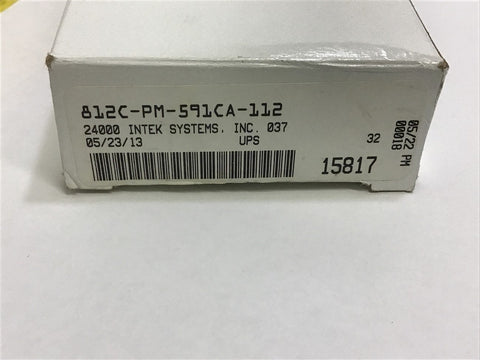 812C-PM-591CA-112
24000 INTEK SYSTEMS, INC. 037
05/23/13 UPS 32
15817
05/22 PM
00018